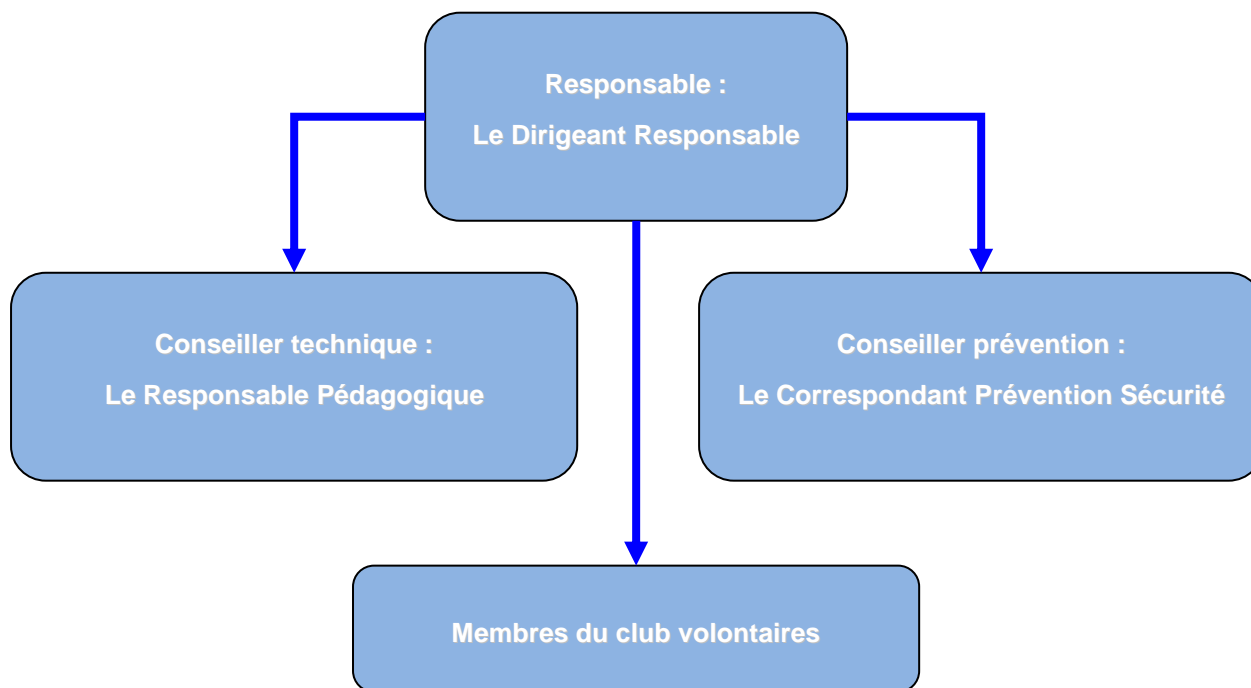 Responsable :
Le Dirigeant Responsable
Conseiller technique :
Le Responsable Pédagogique
Conseiller prévention :
Le Correspondant Prévention Sécurité
Membres du club volontaires